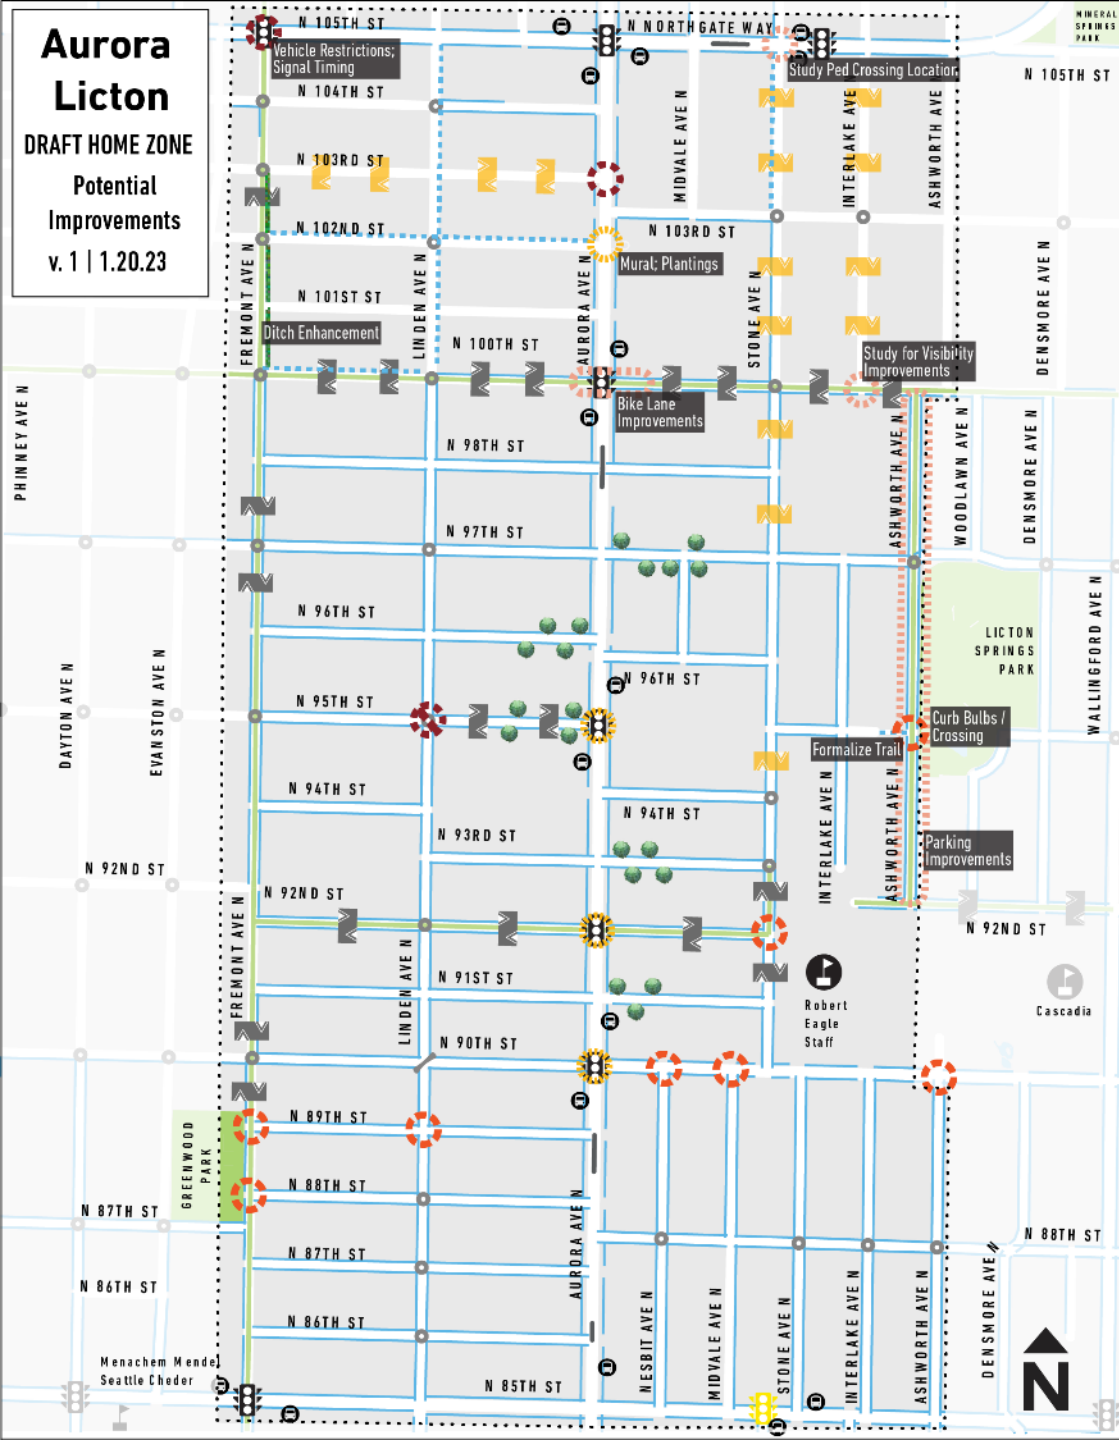 Aurora
Licton
DRAFT HOME ZONE
Potential
Improvements
v. 1 | 1.20.23
N 105TH ST
N NORTHGATE WAY
MINERAL
SPRINGS
PARK
Vehicle Restrictions;
Signal Timing
Study Ped Crossing Location
N 105TH ST
N 104TH ST
MIDVALE AVE N
INTERLAKE AVE N
ASHWORTH AVE N
N 103RD ST
N 102ND ST
N 103RD ST
Mural; Plantings
FREMONT AVE N
LINDEN AVE N
AURORA AVE N
STONE AVE N
DENSMORE AVE N
N 101ST ST
Ditch Enhancement
N 100TH ST
Study for Visibility
Improvements
Bike Lane
Improvements
PHINNEY AVE N
N 98TH ST
ASHWORTH AVE N
WOODLAWN AVE N
DENSMORE AVE N
N 97TH ST
N 96TH ST
LICTON
SPRINGS
PARK
WALLINGFORD AVE N
DAYTON AVE N
EVANSTON AVE N
N 96TH ST
N 95TH ST
Curb Bulbs /
Crossing
Formalize Trail
N 94TH ST
N 94TH ST
INTERLAKE AVE N
ASHWORTH AVE N
N 93RD ST
Parking
Improvements
N 92ND ST
N 92ND ST
N 92ND ST
FREMONT AVE N
LINDEN AVE N
N 91ST ST
Robert
Eagle
Staff
Cascadia
N 90TH ST
N 89TH ST
GREENWOOD
PARK
N 88TH ST
N 87TH ST
AURORA AVE N
N 88TH ST
N 87TH ST
N 86TH ST
NESBIT AVE N
MIDVALE AVE N
STONE AVE N
INTERLAKE AVE N
ASHWORTH AVE N
DENSMORE AVE N
N 86TH ST
Menachem Mendel
Seattle Cheder
N 85TH ST
N